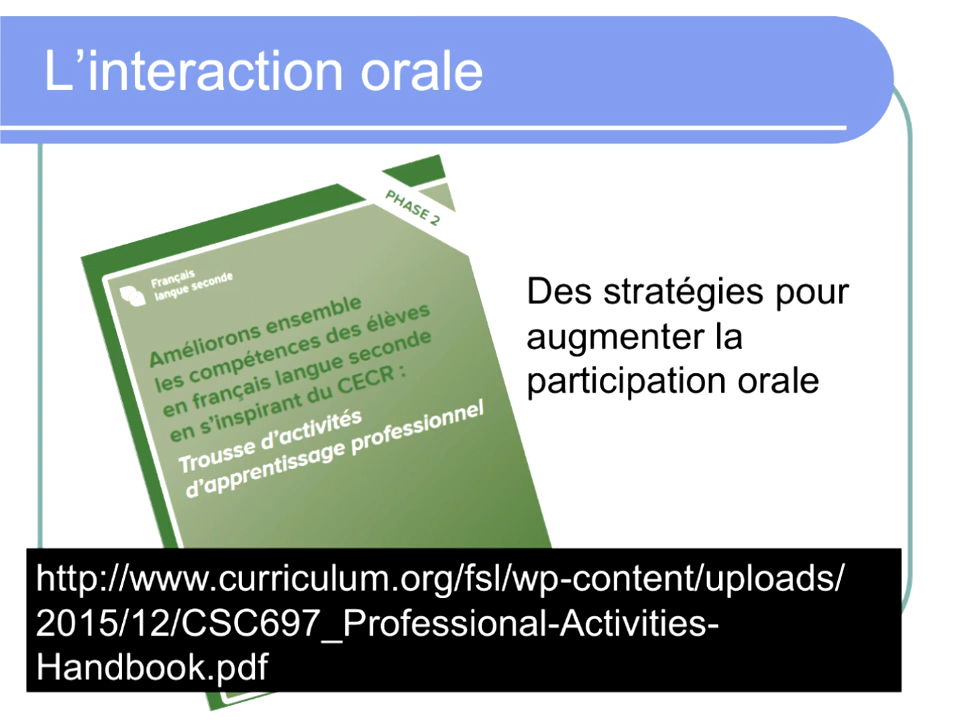 L’interaction orale
PHASE 2
Français
langue seconde
Améliorons ensemble
les compétences des élèves
en français langue seconde
en s’inspirant du CECR :
Trousse d’activités
d’apprentissage professionnel
Des stratégies pour
augmenter la
participation orale
http://www.curriculum.org/fsl/wp-content/uploads/
2015/12/CSC697_Professional-Activities-
Handbook.pdf